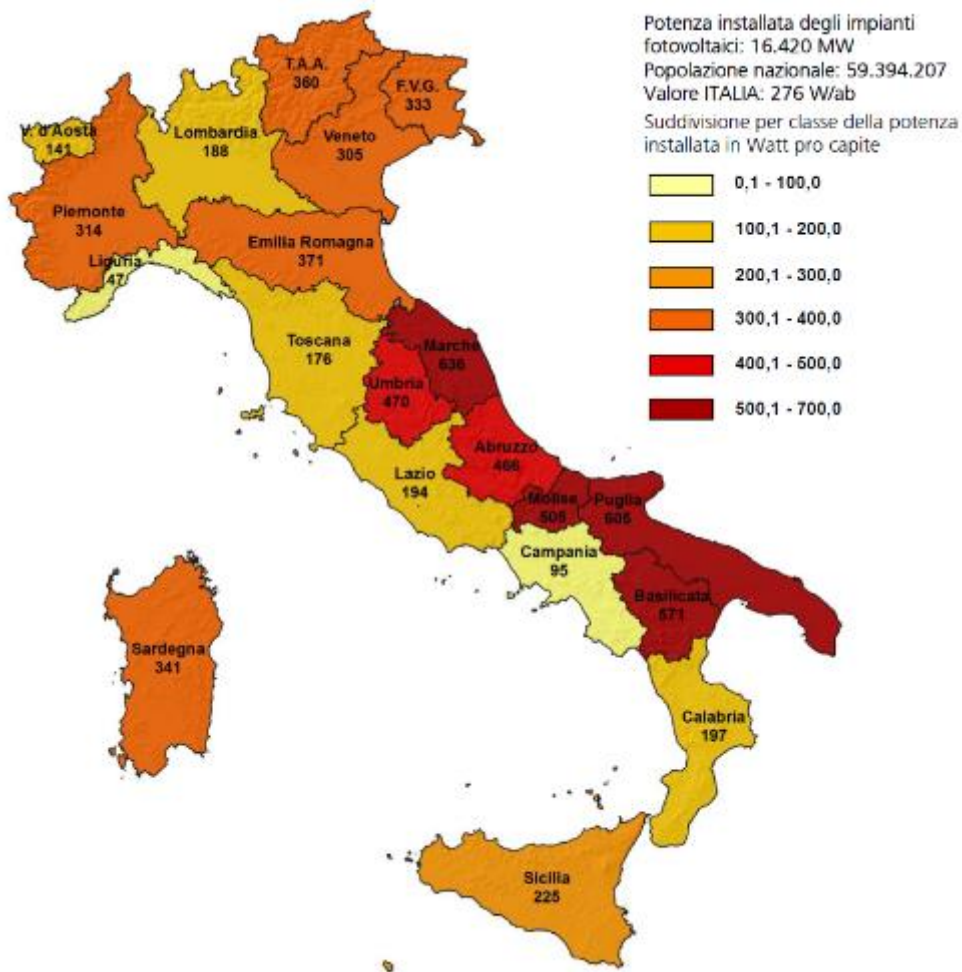 Potenza installata degli impianti
fotovoltaici: 16.420 MW
Popolazione nazionale: 59.394.207
Valore ITALIA: 276 W/ab
Suddivisione per classe della potenza
installata in Watt pro capite
0,1 - 100,0
100,1 - 200,0
200,1 - 300,0
300,1 - 400,0
400,1 - 500,0
500,1 - 700,0
T.A.A.
360
F.V.G.
333
V. d'Aosta
141
Lombardia
188
Veneto
305
Piemonte
314
Emilia Romagna
371
Liguria
47
Toscana
176
Marche
636
Umbria
470
Abruzzo
466
Lazio
194
Molise
505
Puglia
605
Campania
95
Basilicata
571
Sardegna
341
Calabria
197
Sicilia
225